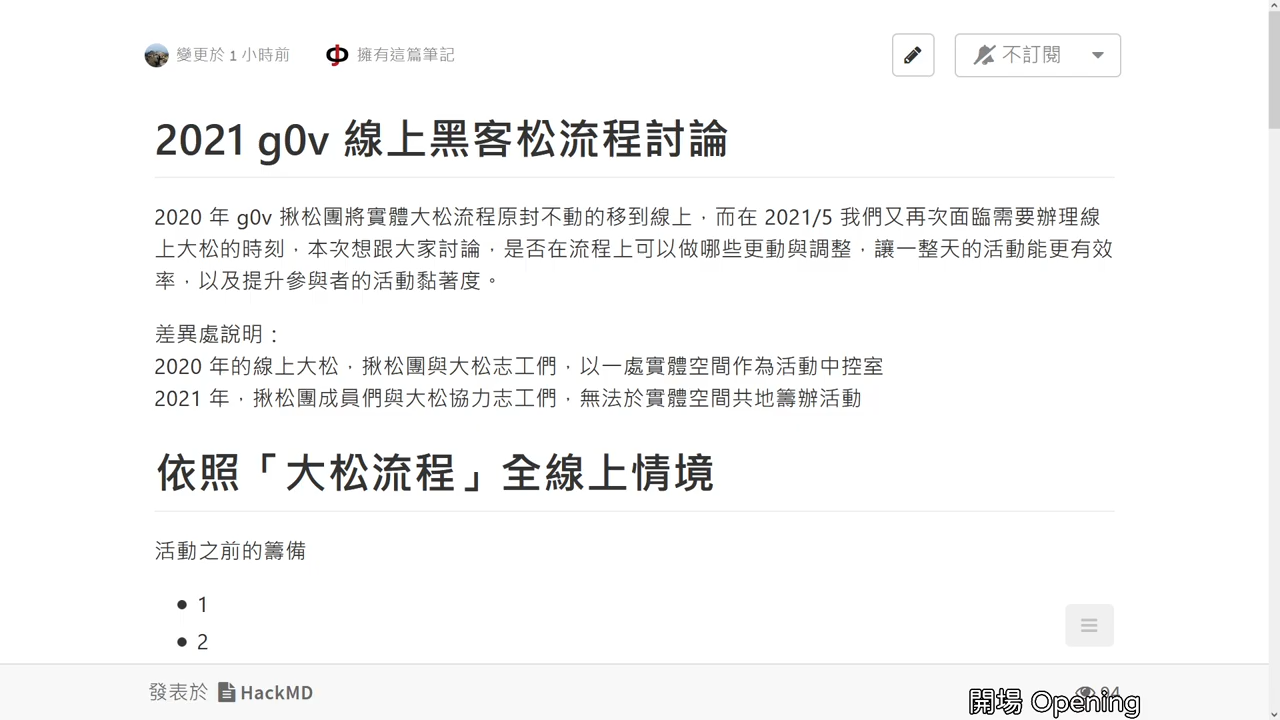 變更於 1 小時前 擁有這篇筆記 不訂閱
2021 g0v 線上黑客松流程討論
2020 年 g0v 揪松團將實體大松流程原封不動的移到線上，而在 2021/5 我們又再次面臨需要辦理線
上大松的時刻，本次想跟大家討論，是否在流程上可以做哪些更動與調整，讓一整天的活動能更有效
率，以及提升參與者的活動黏著度。
差異處說明：
2020 年的線上大松，揪松團與大松志工們，以一處實體空間作為活動中控室
2021 年，揪松團成員們與大松協力志工們，無法於實體空間共地籌辦活動
依照「大松流程」全線上情境
活動之前的籌備
1
2
發表於 HackMD
開場 Opening